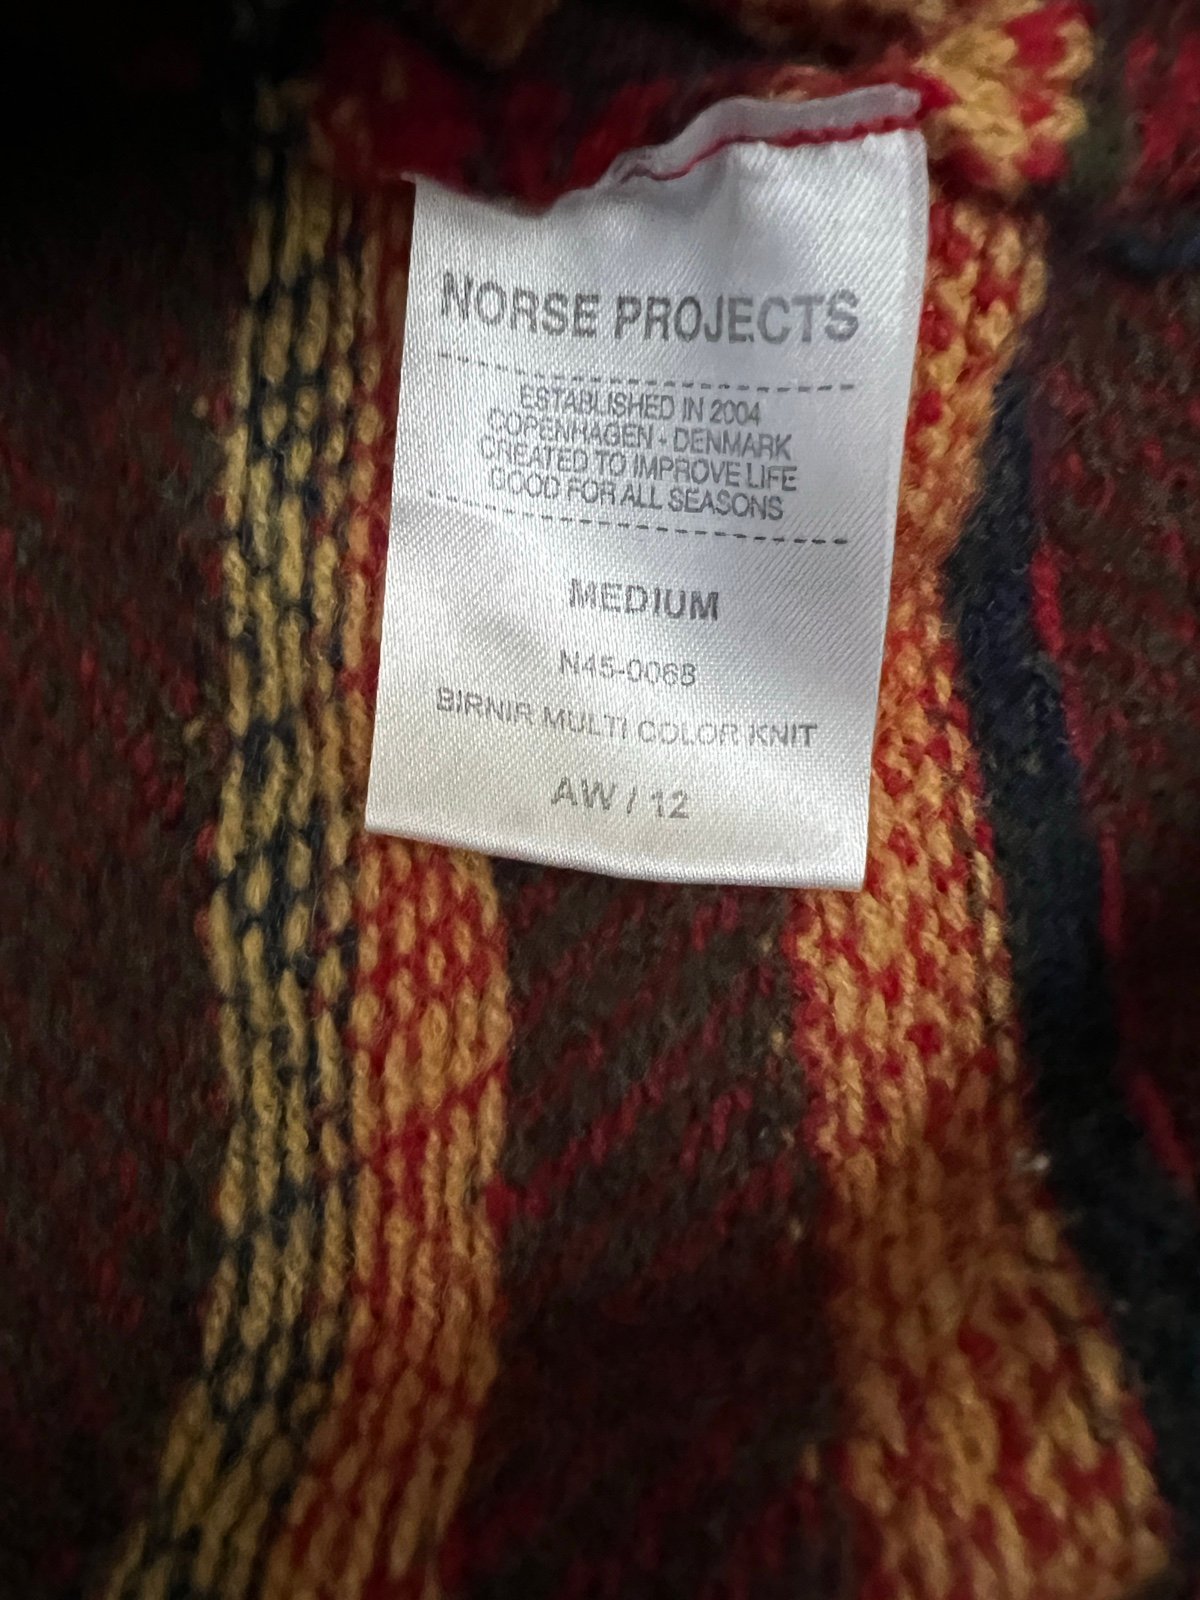 NORSE PROJECTS
ESTABLISHED IN 2004
COPENHAGEN - DENMARK
CREATED TO IMPROVE LIFE
GOOD FOR ALL SEASONS
MEDIUM
N45-0068
BIRNIR MULTI COLOR KNIT
AW / 12